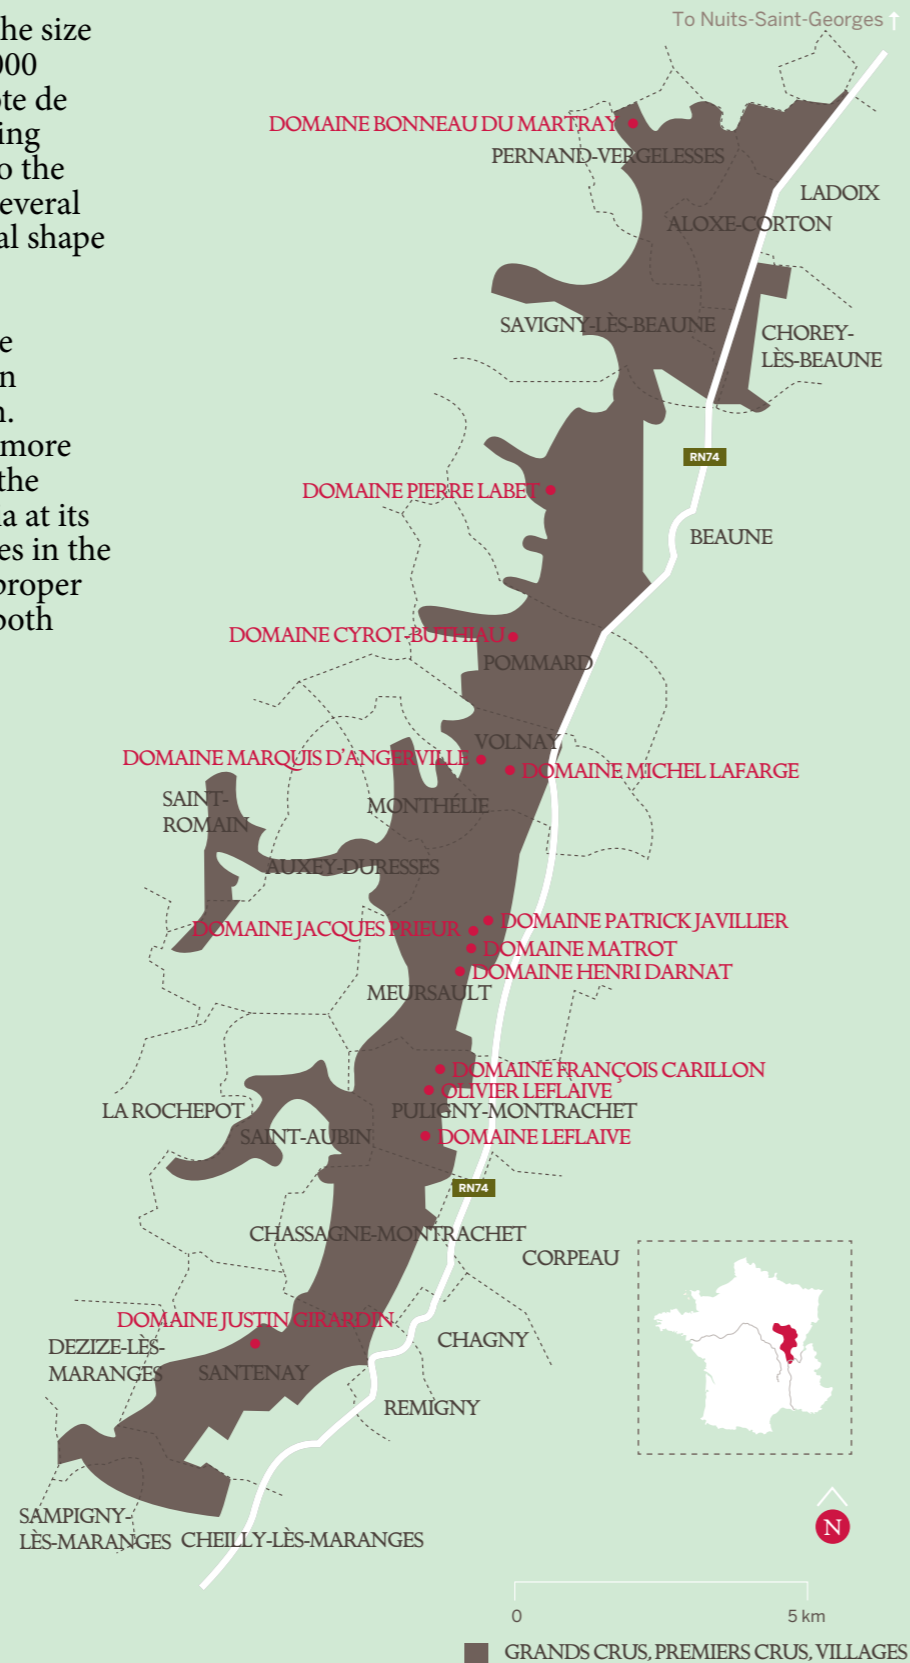 he size
000
te de
ing
o the
everal
al shape
e
n
n.
more
the
a at its
es in the
proper
both
To Nuits-Saint-Georges
DOMAINE BONNEAU DU MARTRAY
PERNAND-VERGELESSES
LADOIX
ALOXE-CORTON
SAVIGNY-LÈS-BEAUNE
CHOREY-
LÈS-BEAUNE
RN74
DOMAINE PIERRE LABET
BEAUNE
DOMAINE CYROT-BUTHIAU
POMMARD
VOLNAY
DOMAINE MARQUIS D'ANGERVILLE
DOMAINE MICHEL LAFARGE
SAINT-
ROMAIN
MONTHÉLIE
AUXEY-DURESSES
DOMAINE PATRICK JAVILLIER
DOMAINE JACQUES PRIEUR
DOMAINE MATROT
DOMAINE HENRI DARNAT
MEURSAULT
DOMAINE FRANÇOIS CARILLON
OLIVIER LEFLAIVE
LA ROCHEPOT
PULIGNY-MONTRACHET
SAINT-AUBIN
DOMAINE LEFLAIVE
RN74
CHASSAGNE-MONTRACHET
CORPEAU
DOMAINE JUSTIN GIRARDIN
CHAGNY
DEZIZE-LÈS-
MARANGES
SANTENAY
REMIGNY
SAMPIGNY-
LÈS-MARANGES
CHEILLY-LÈS-MARANGES
N
0
5 km
GRANDS CRUS, PREMIERS CRUS, VILLAGES